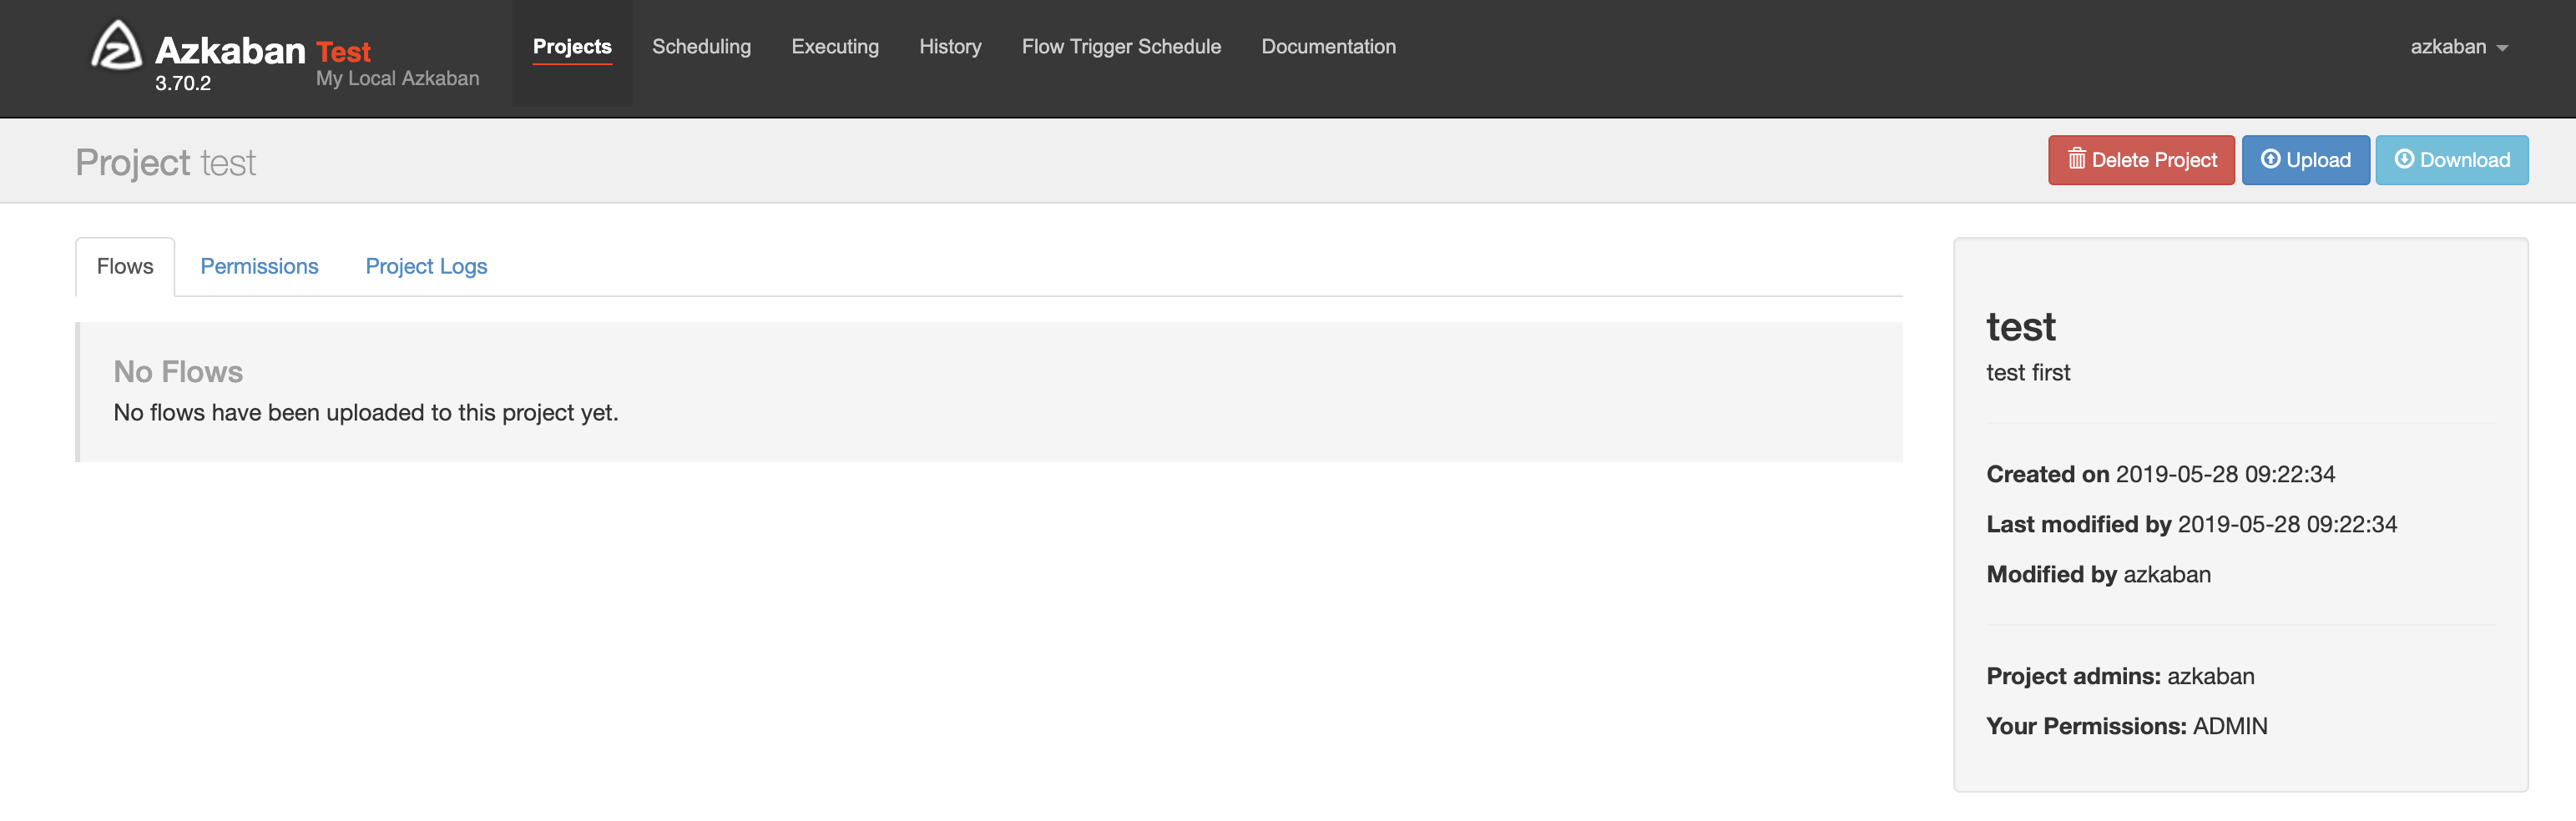 Azkaban Test
3.70.2 My Local Azkaban
Projects Scheduling Executing History Flow Trigger Schedule Documentation azkaban
Project test
Delete Project Upload Download
Flows Permissions Project Logs
No Flows
No flows have been uploaded to this project yet.
test
test first
Created on 2019-05-28 09:22:34
Last modified by 2019-05-28 09:22:34
Modified by azkaban
Project admins: azkaban
Your Permissions: ADMIN